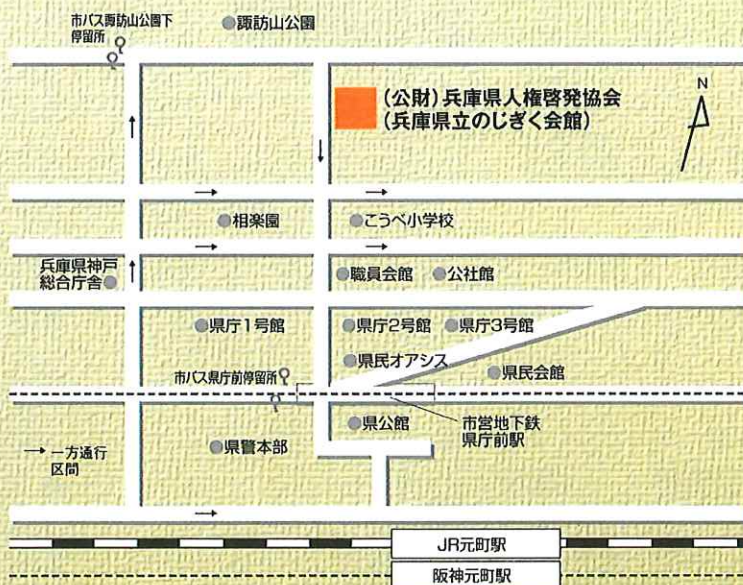 市バス諏訪山公園下
停留所
諏訪山公園
(公財)兵庫県人権啓発協会
(兵庫県立のじぎく会館)
N
相楽園
こうべ小学校
兵庫県神戸
総合庁舎
職員会館
公社館
県庁1号館
県庁2号館
県庁3号館
県民オアシス
市バス県庁前停留所
県民会館
県公館
市営地下鉄
県庁前駅
県警本部
一方通行
区間
JR元町駅
阪神元町駅